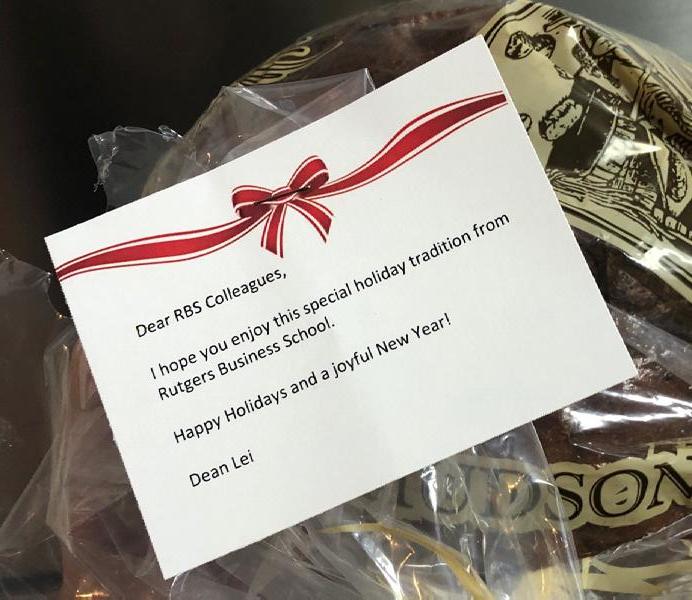 Dear RBS Colleagues,
I hope you enjoy this special holiday tradition from
Rutgers Business School.
Happy Holidays and a joyful New Year!
Dean Lei
HUDSON